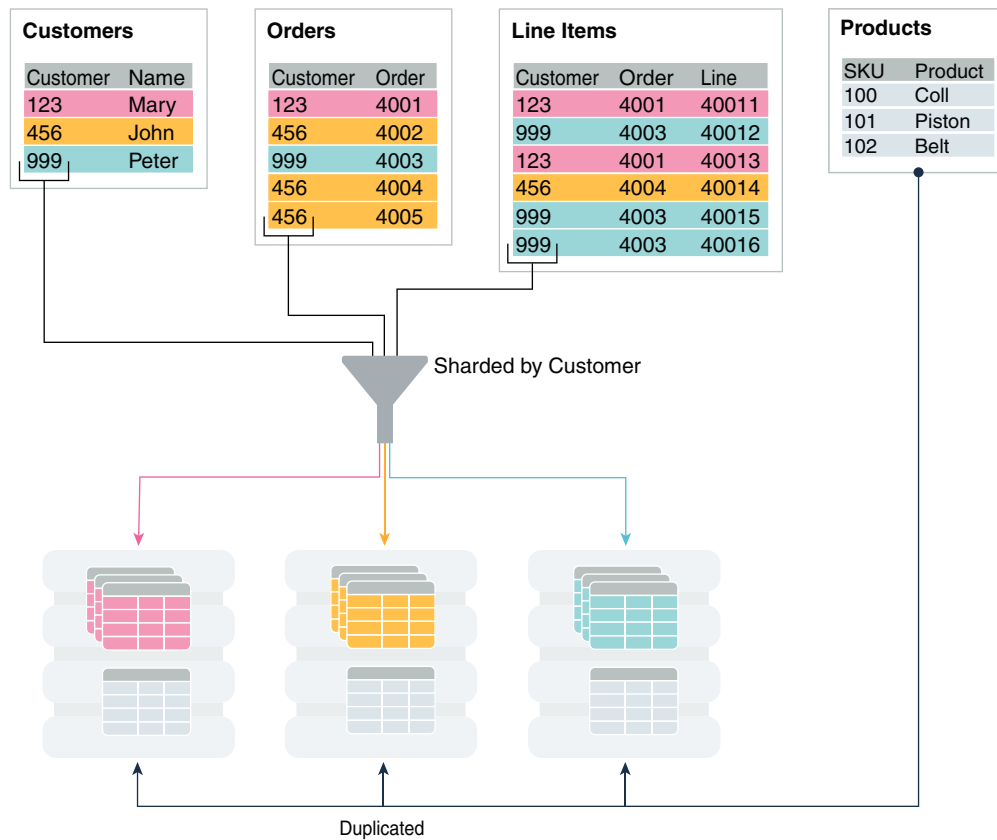 Customers
Customer Name
123 Mary
456 John
999 Peter
Orders
Customer Order
123 4001
456 4002
999 4003
456 4004
456 4005
Line Items
Customer Order Line
123 4001 40011
999 4003 40012
123 4001 40013
456 4004 40014
999 4003 40015
999 4003 40016
Products
SKU Product
100 Coll
101 Piston
102 Belt
Sharded by Customer
Duplicated